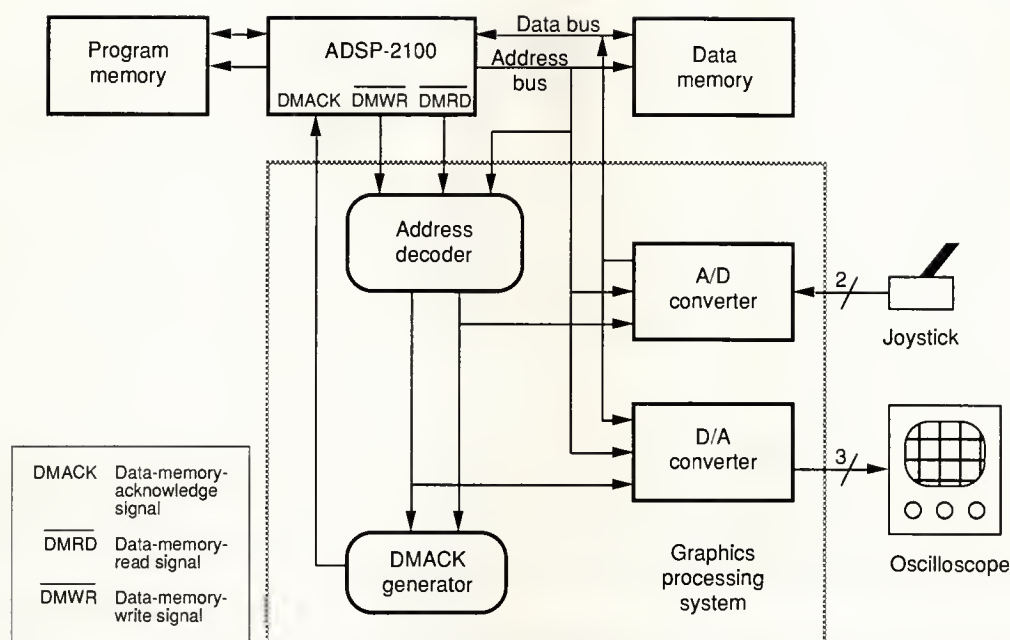 Program
memory
ADSP-2100
DMACK DMWR DMRD
Data bus
Address
bus
Data
memory
Address
decoder
A/D
converter
2
Joystick
D/A
converter
3
Oscilloscope
DMACK
generator
Graphics
processing
system
DMACK Data-memory-
acknowledge
signal
DMRD Data-memory-
read signal
DMWR Data-memory-
write signal